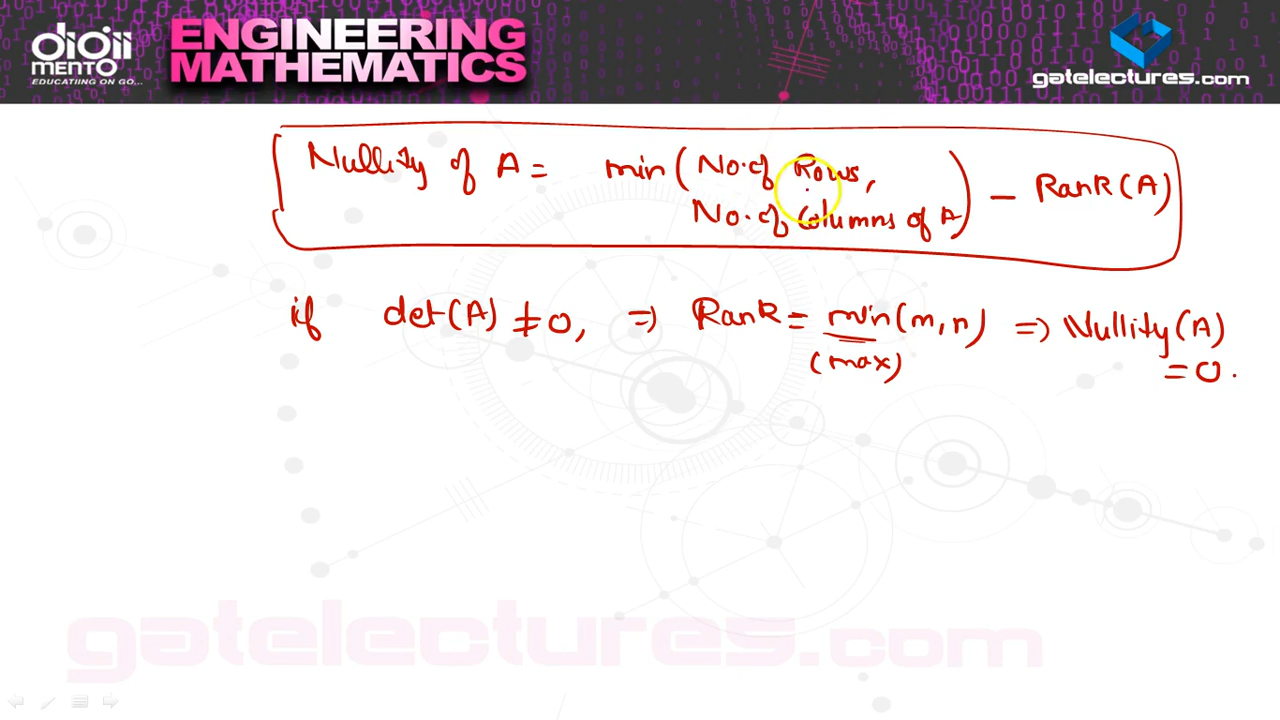 digii
MENTO
EDUCATIING ON GO...
ENGINEERING
MATHEMATICS
gatelectures.com
Nullity of A = min ( No. of Rows,
No. of Columns of A ) - Rank (A)
if det(A) ≠ 0, => Rank = min (m, n) => Nullity (A)
(max)
= 0.
gatelectures.com